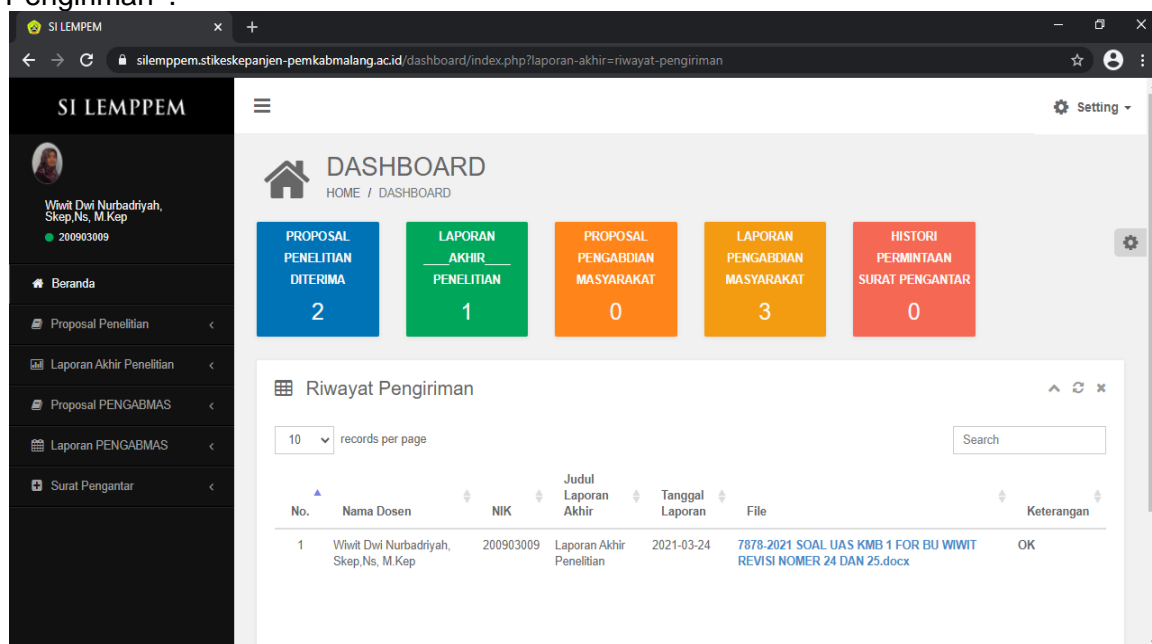 Pengiriman".
SI LEMPEM
silemppem.stikeskepanjen-pemkabmalang.ac.id/dashboard/index.php?laporan-akhir=riwayat-pengiriman
SI LEMPPEM
Setting
Wiwit Dwi Nurbadriyah,
Skep,Ns, M.Kep
200903009
Beranda
Proposal Penelitian
Laporan Akhir Penelitian
Proposal PENGABMAS
Laporan PENGABMAS
Surat Pengantar
DASHBOARD
HOME / DASHBOARD
PROPOSAL
PENELITIAN
DITERIMA
2
LAPORAN
__AKHIR___
PENELITIAN
1
PROPOSAL
PENGABDIAN
MASYARAKAT
0
LAPORAN
PENGABDIAN
MASYARAKAT
3
HISTORI
PERMINTAAN
SURAT PENGANTAR
0
Riwayat Pengiriman
10 records per page
Search
No.
Nama Dosen
NIK
Judul
Laporan
Akhir
Tanggal
Laporan
File
Keterangan
1
Wiwit Dwi Nurbadriyah,
Skep,Ns, M.Kep
200903009
Laporan Akhir
Penelitian
2021-03-24
7878-2021 SOAL UAS KMB 1 FOR BU WIWIT
REVISI NOMER 24 DAN 25.docx
OK